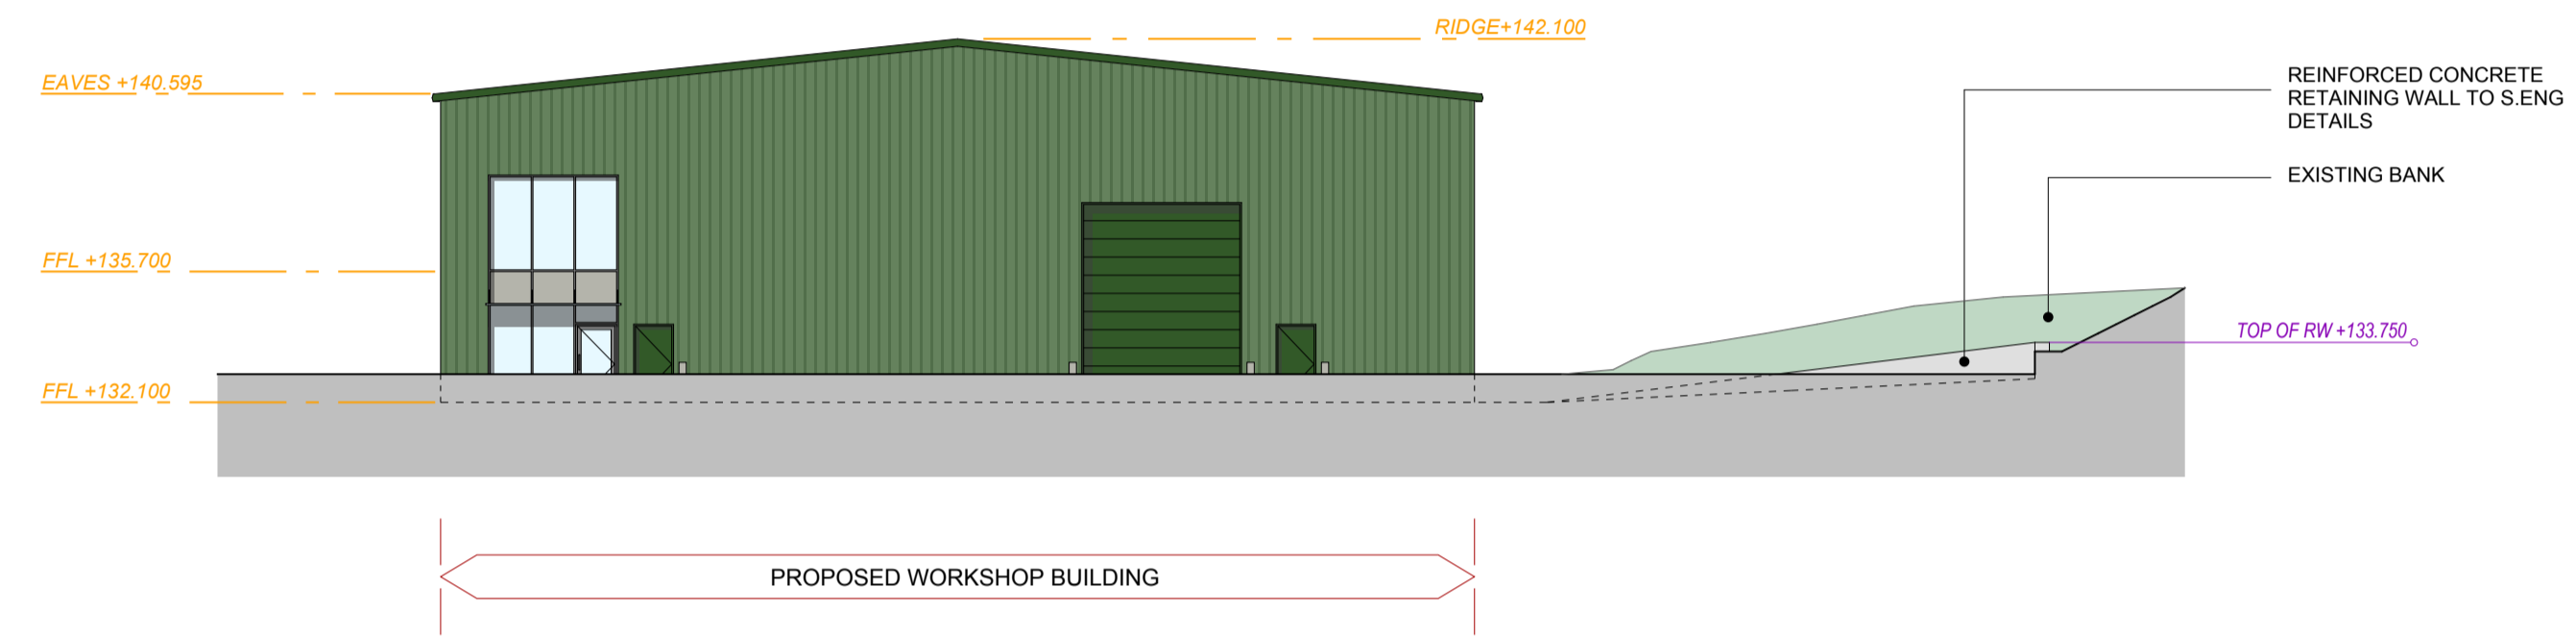 RIDGE+142.100
EAVES +140.595
REINFORCED CONCRETE
RETAINING WALL TO S.ENG
DETAILS
EXISTING BANK
FFL +135.700
TOP OF RW +133.750
FFL +132.100
PROPOSED WORKSHOP BUILDING